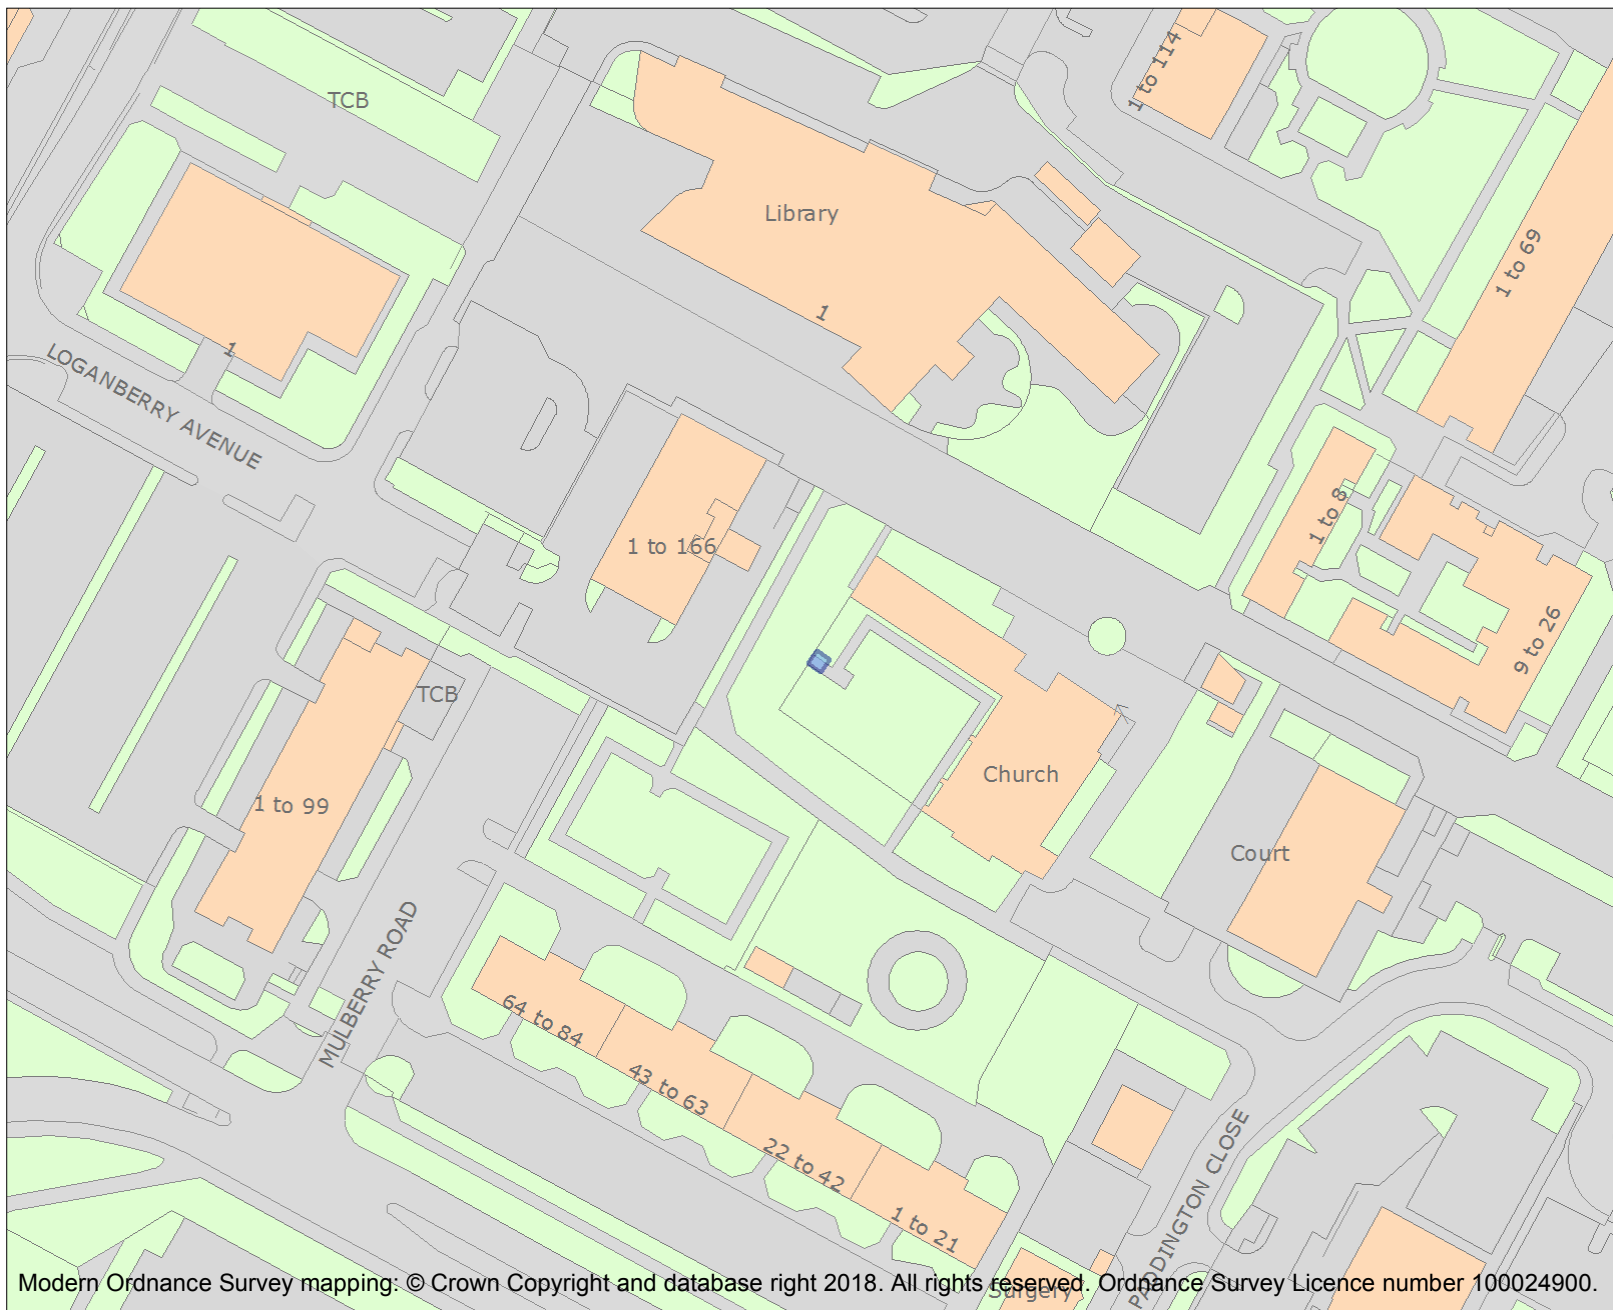 TCB
1 to 114
Library
1 to 69
1
1
LOGANBERRY AVENUE
1 to 8
1 to 166
9 to 26
TCB
Church
1 to 99
Court
MULBERRY ROAD
64 to 84
43 to 63
22 to 42
1 to 21
PADDINGTON CLOSE
Surgery
Modern Ordnance Survey mapping: © Crown Copyright and database right 2018. All rights reserved. Ordnance Survey Licence number 100024900.